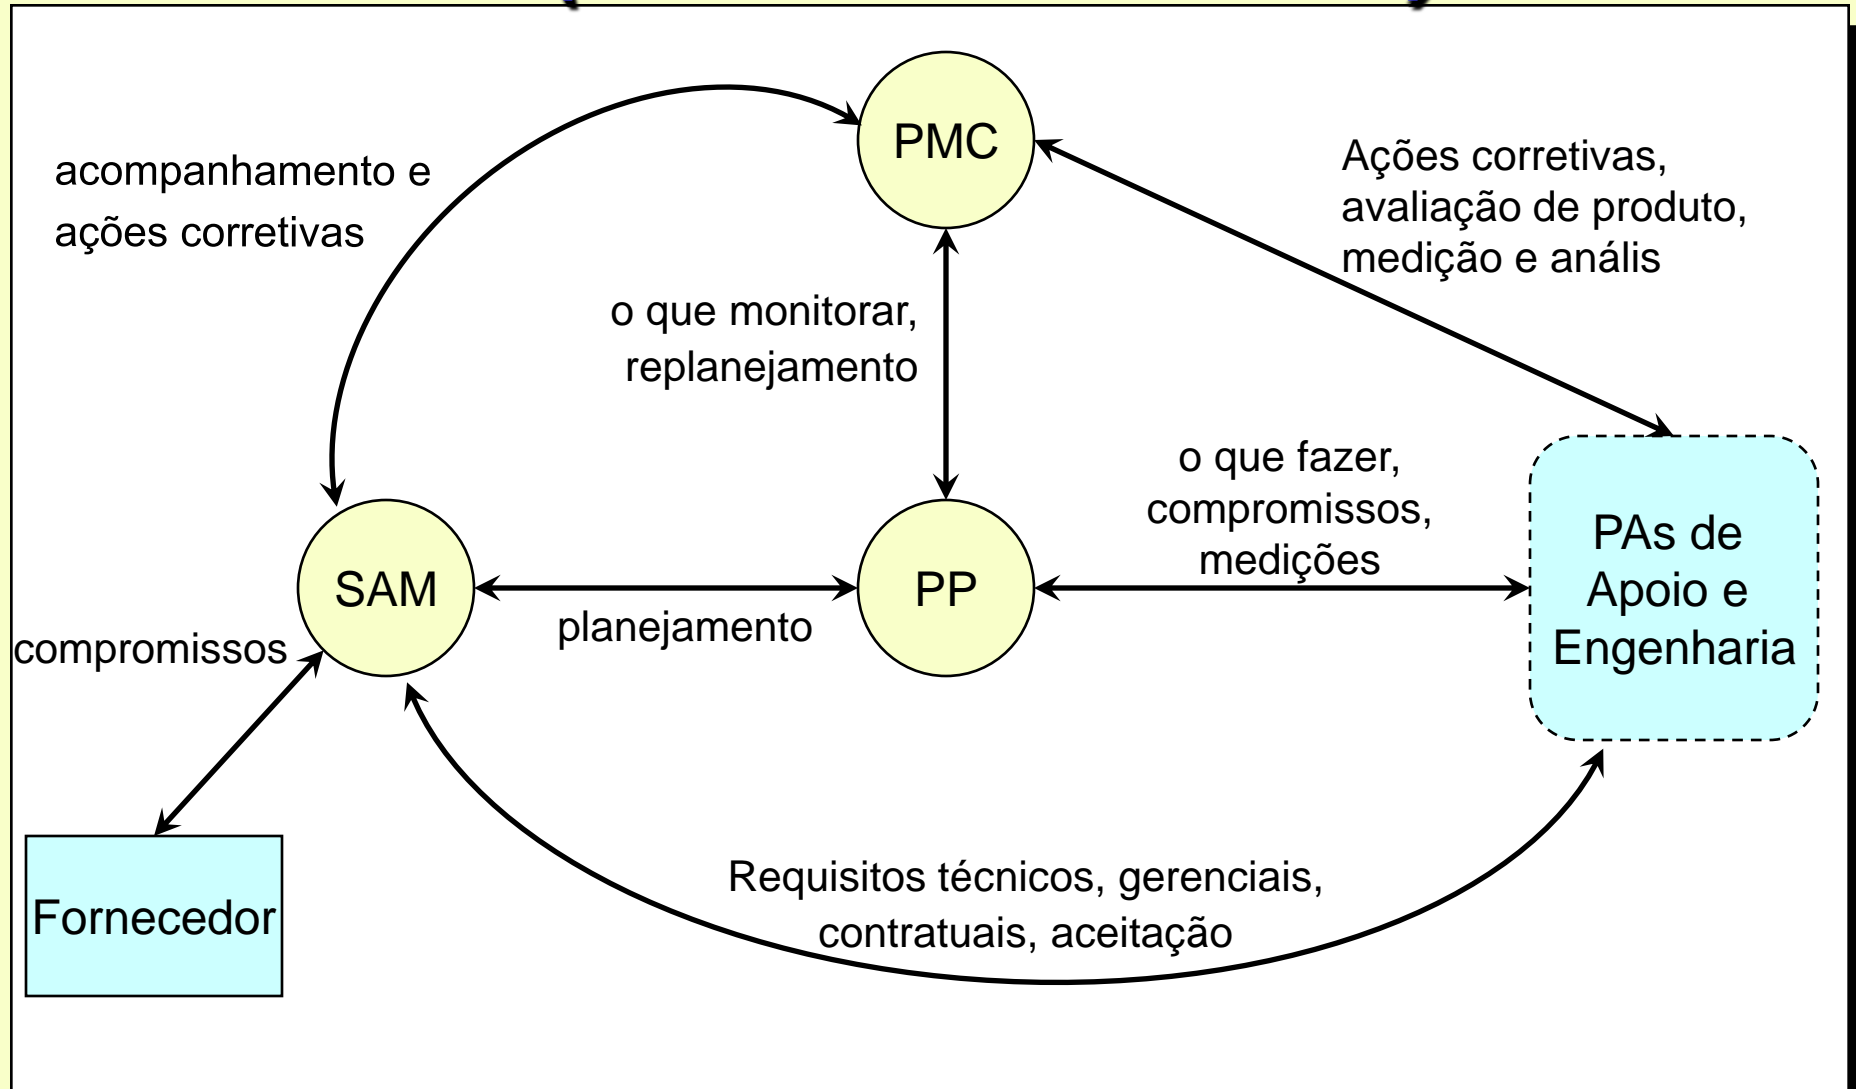 PMC
acompanhamento e
ações corretivas
Ações corretivas,
avaliação de produto,
medição e anális
o que monitorar,
replanejamento
o que fazer,
compromissos,
medições
SAM
PP
planejamento
PAs de
Apoio e
Engenharia
compromissos
Fornecedor
Requisitos técnicos, gerenciais,
contratuais, aceitação